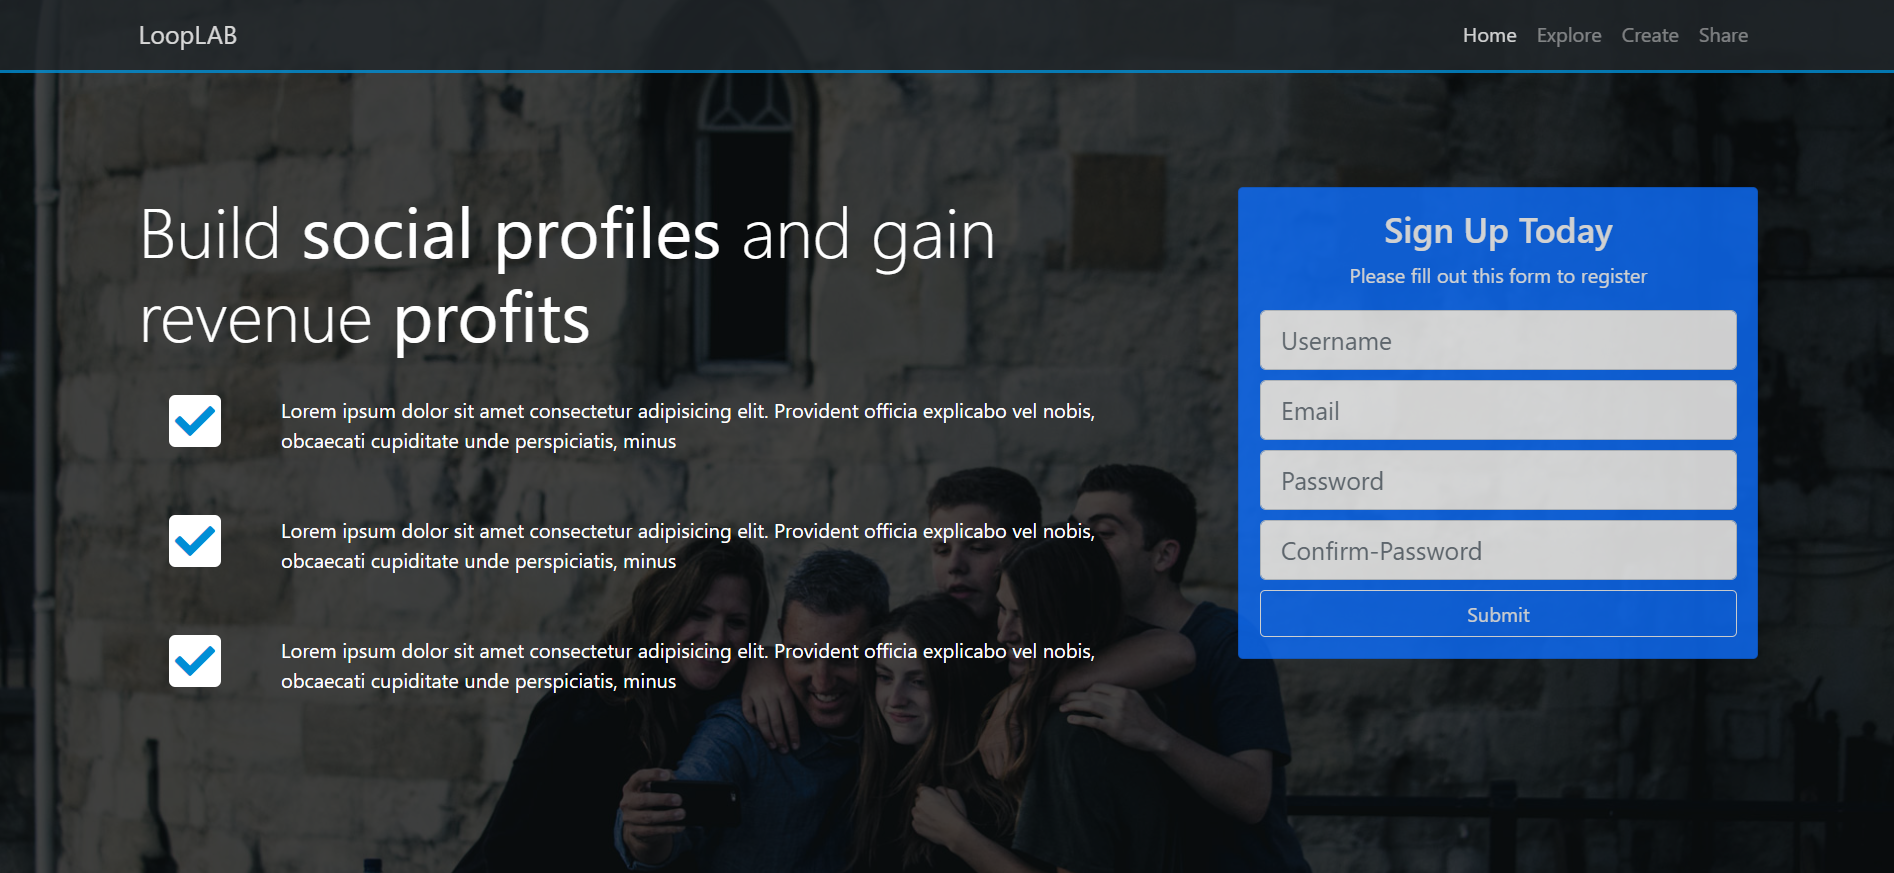 LoopLAB
Home Explore Create Share
Build social profiles and gain
revenue profits
Lorem ipsum dolor sit amet consectetur adipisicing elit. Provident officia explicabo vel nobis,
obcaecati cupiditate unde perspiciatis, minus
Lorem ipsum dolor sit amet consectetur adipisicing elit. Provident officia explicabo vel nobis,
obcaecati cupiditate unde perspiciatis, minus
Lorem ipsum dolor sit amet consectetur adipisicing elit. Provident officia explicabo vel nobis,
obcaecati cupiditate unde perspiciatis, minus
Sign Up Today
Please fill out this form to register
Username
Email
Password
Confirm-Password
Submit